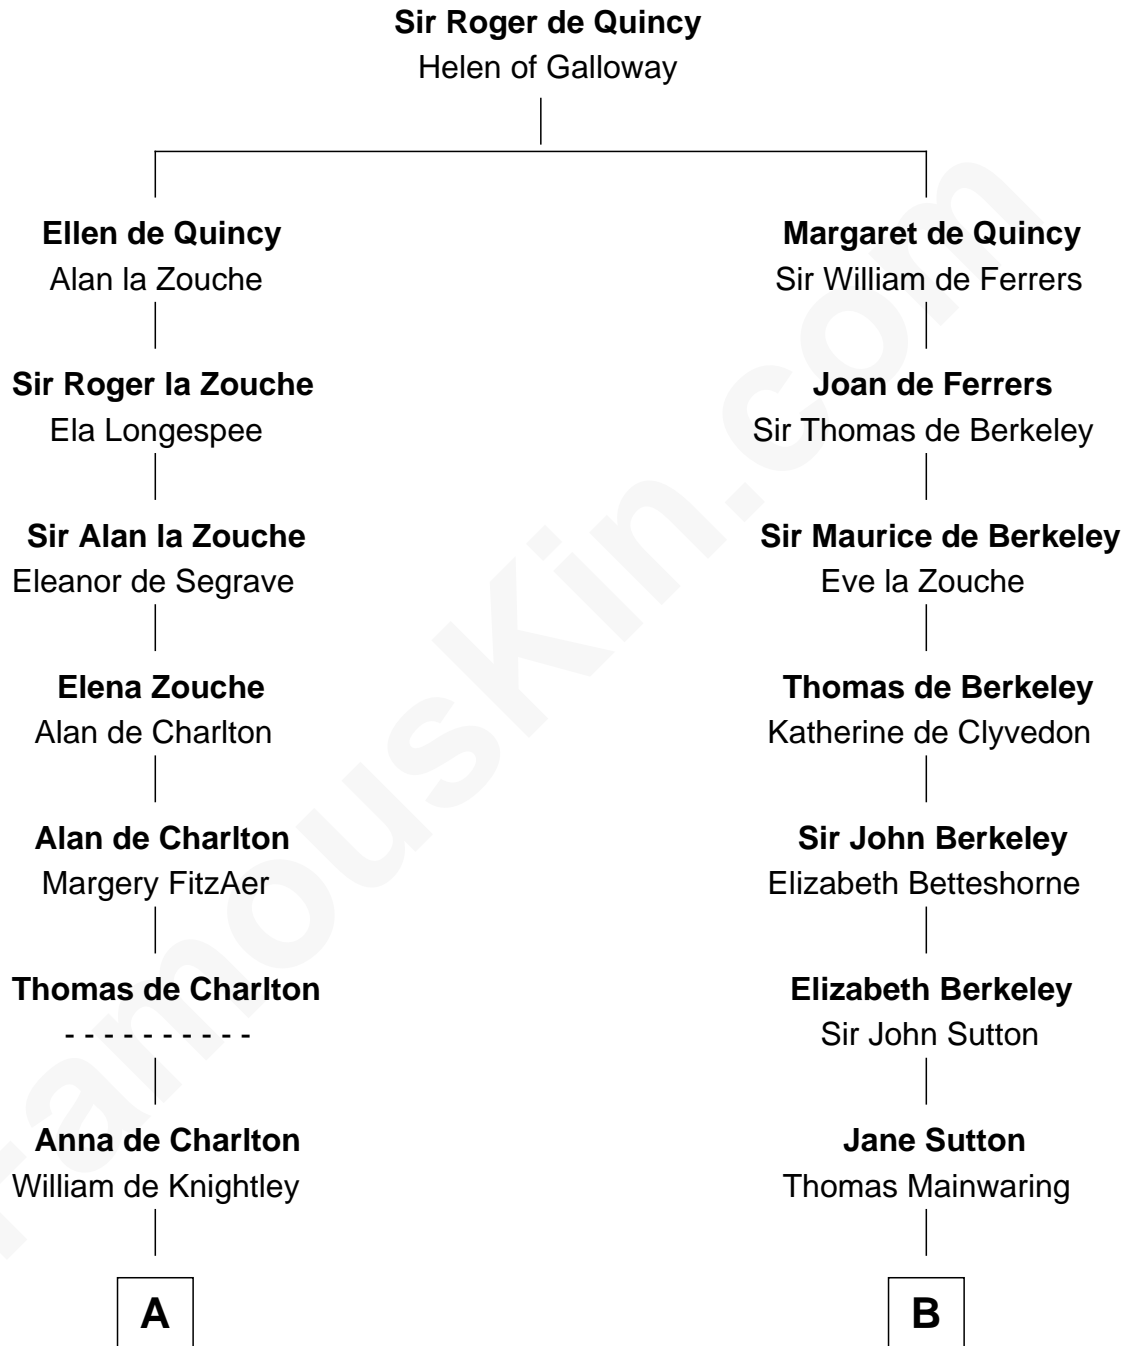 Sir Roger de Quincy
Helen of Galloway
Ellen de Quincy
Alan la Zouche
Margaret de Quincy
Sir William de Ferrers
Sir Roger la Zouche
Ela Longespee
Joan de Ferrers
Sir Thomas de Berkeley
Sir Alan la Zouche
Eleanor de Segrave
Sir Maurice de Berkeley
Eve la Zouche
Elena Zouche
Alan de Charlton
Thomas de Berkeley
Katherine de Clyvedon
Alan de Charlton
Margery FitzAer
Sir John Berkeley
Elizabeth Betteshorne
Thomas de Charlton
- - - - - - - - - -
Elizabeth Berkeley
Sir John Sutton
Anna de Charlton
William de Knightley
Jane Sutton
Thomas Mainwaring
A
B
FamousKin.com